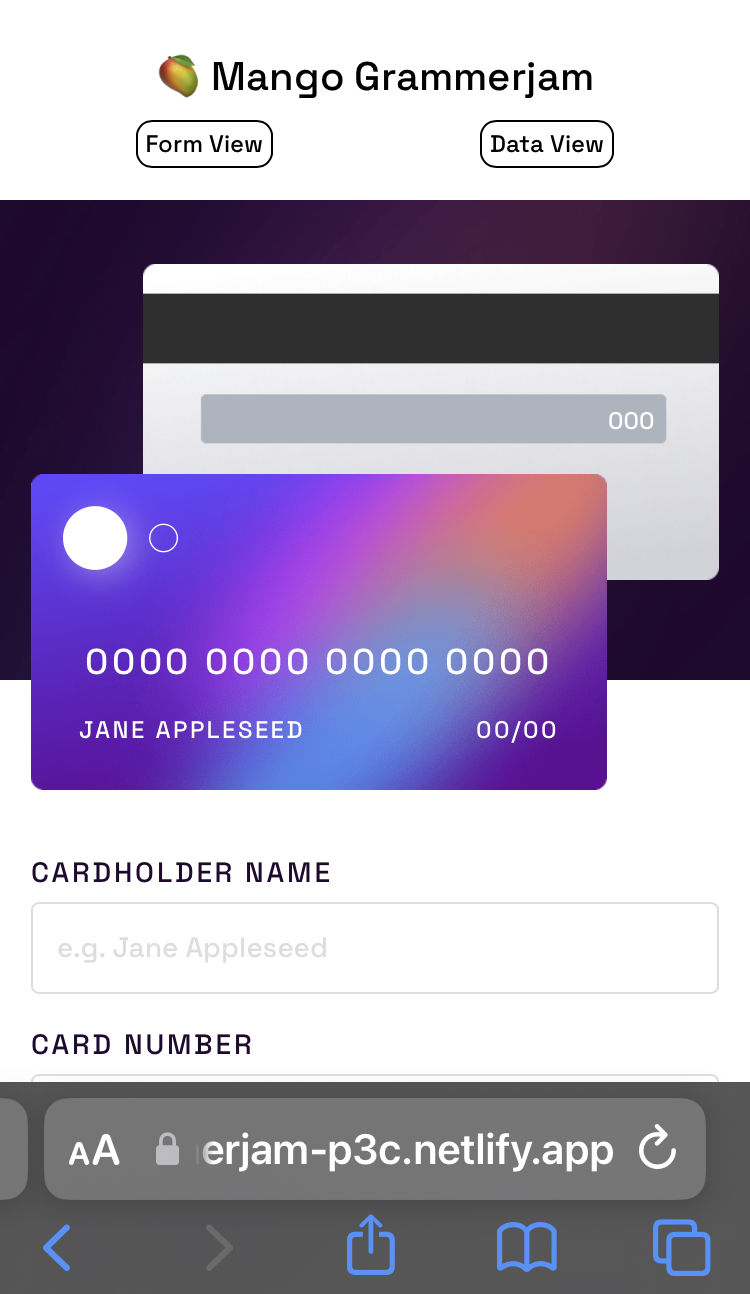 Mango Grammerjam
Form View
Data View
000
0000 0000 0000 0000
JANE APPLESEED
00/00
CARDHOLDER NAME
e.g. Jane Appleseed
CARD NUMBER
AA
erjam-p3c.netlify.app